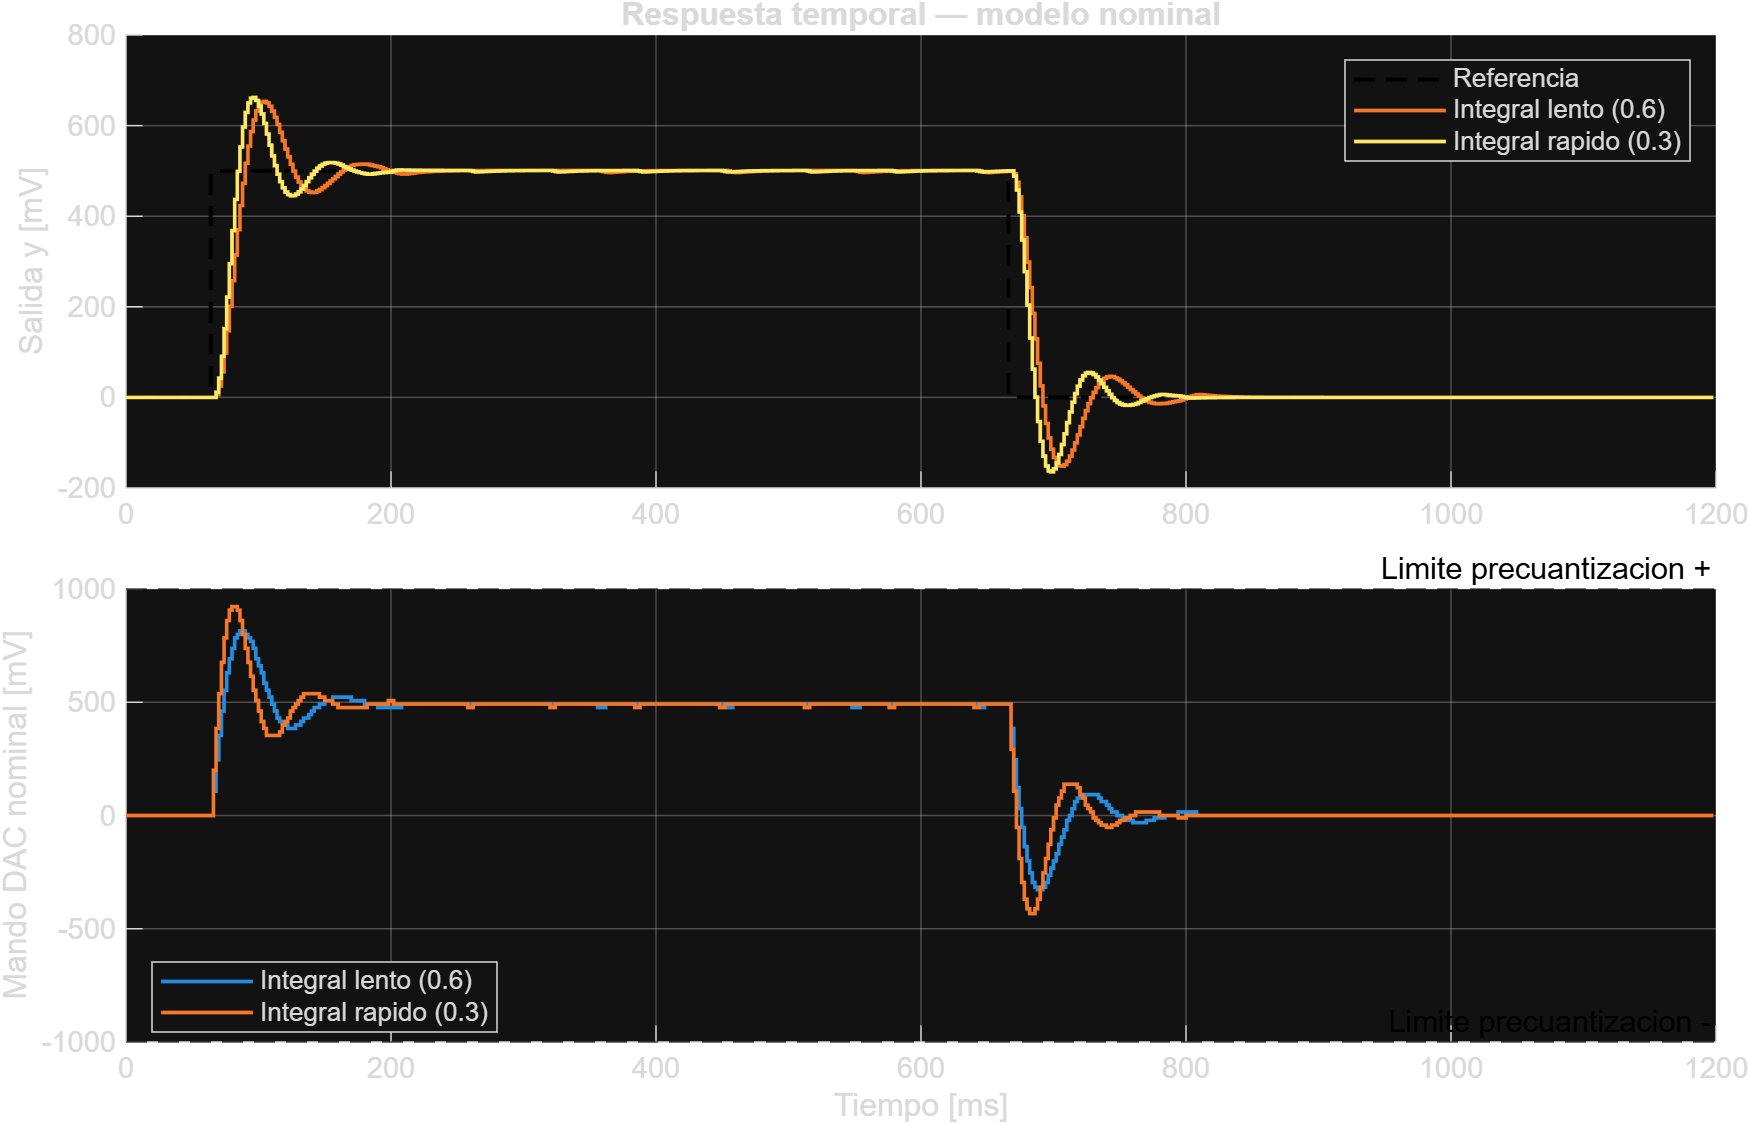 Respuesta temporal — modelo nominal
Salida y [mV]
800
600
400
200
0
-200
0 200 400 600 800 1000 1200
Referencia
Integral lento (0.6)
Integral rapido (0.3)
Limite precuantizacion +
Mando DAC nominal [mV]
1000
500
0
-500
-1000
Integral lento (0.6)
Integral rapido (0.3)
Limite precuantizacion -
0 200 400 600 800 1000 1200
Tiempo [ms]